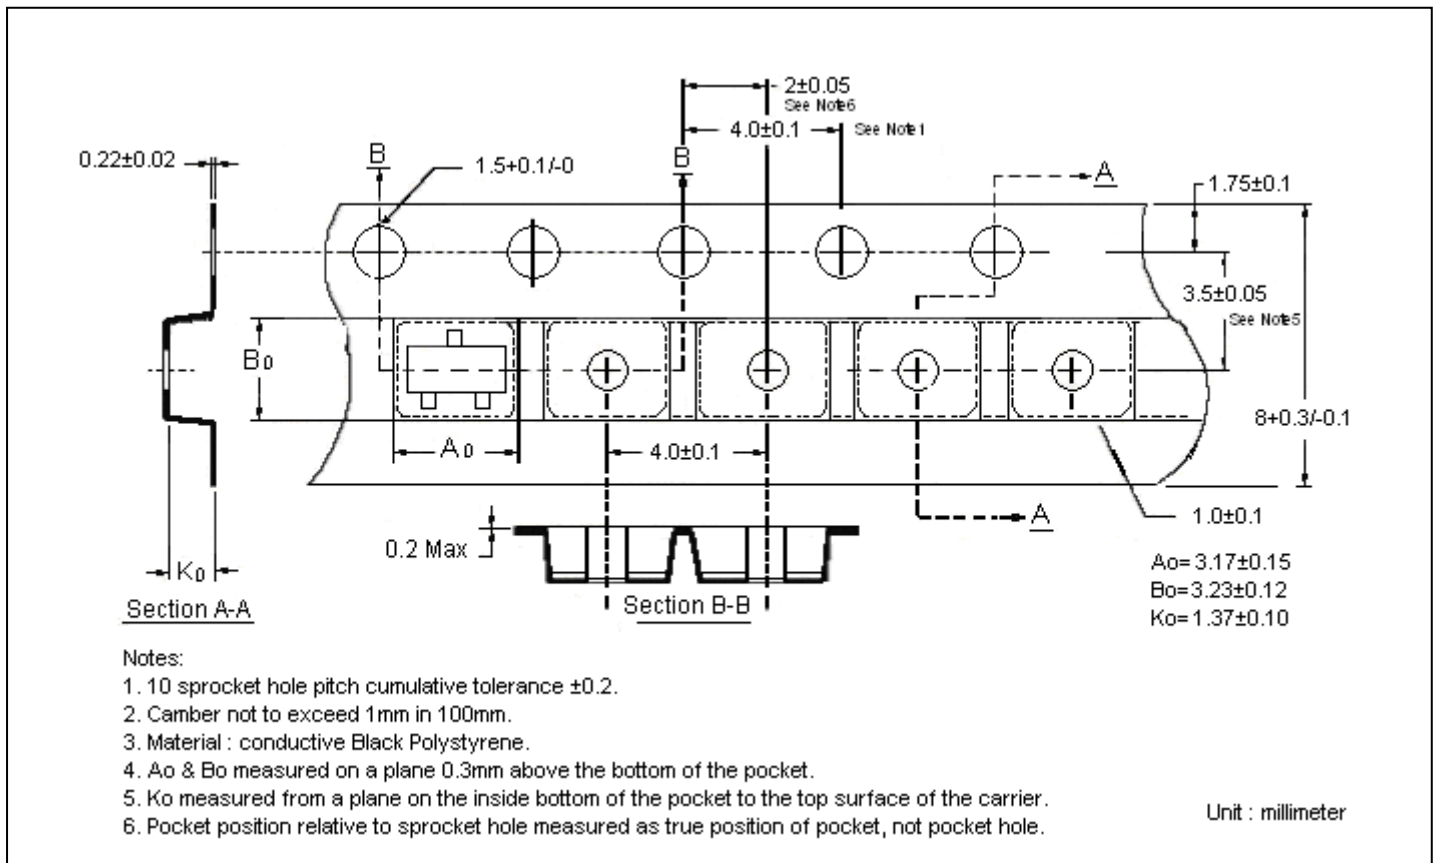 2±0.05
See Note6
4.0±0.1 See Note1
0.22±0.02
B
1.5+0.1/-0
B
A
1.75±0.1
3.5±0.05
See Note5
B0
8+0.3/-0.1
A0
4.0±0.1
A
1.0±0.1
0.2 Max
K0
Section A-A
Section B-B
Ao=3.17±0.15
Bo=3.23±0.12
Ko=1.37±0.10
Notes:
1. 10 sprocket hole pitch cumulative tolerance ±0.2.
2. Camber not to exceed 1mm in 100mm.
3. Material : conductive Black Polystyrene.
4. Ao & Bo measured on a plane 0.3mm above the bottom of the pocket.
5. Ko measured from a plane on the inside bottom of the pocket to the top surface of the carrier.
6. Pocket position relative to sprocket hole measured as true position of pocket, not pocket hole.
Unit : millimeter